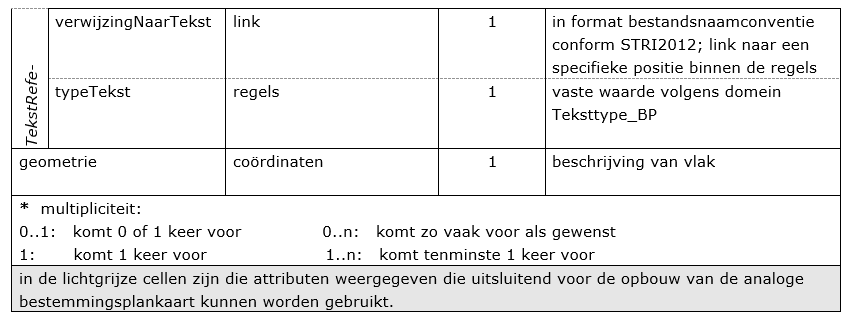 TekstRefe-
verwijzingNaarTekst link 1 in format bestandsnaamconventie
conform STRI2012; link naar een
specifieke positie binnen de regels
typeTekst regels 1 vaste waarde volgens domein
Teksttype_BP
geometrie coördinaten 1 beschrijving van vlak
* multipliciteit:
0..1: komt 0 of 1 keer voor 0..n: komt zo vaak voor als gewenst
1: komt 1 keer voor 1..n: komt tenminste 1 keer voor
in de lichtgrijze cellen zijn die attributen weergegeven die uitsluitend voor de opbouw van de analoge
bestemmingsplankaart kunnen worden gebruikt.